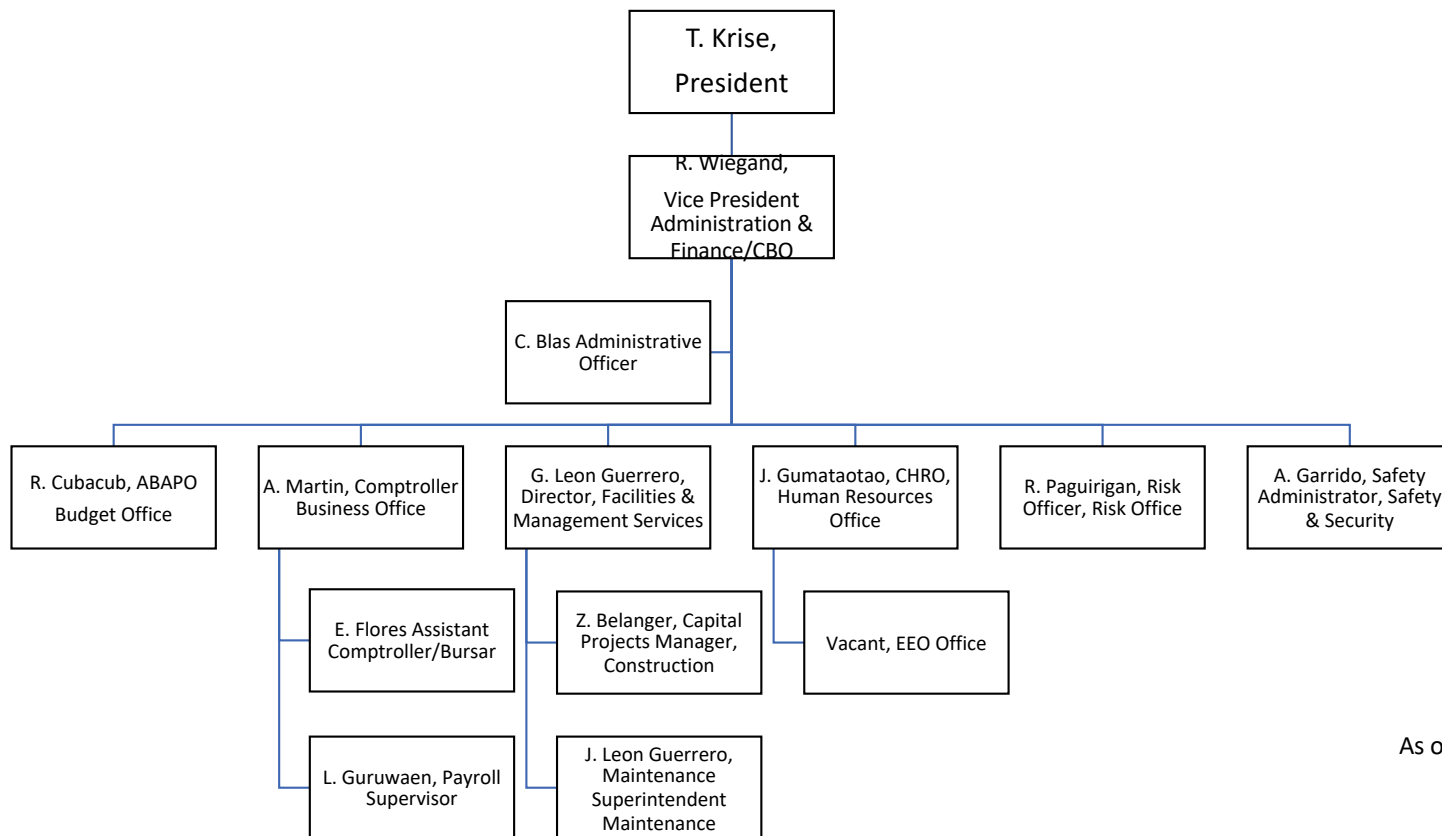 T. Krise,
President
R. Wiegand,
Vice President
Administration &
Finance/CBO
C. Blas Administrative
Officer
R. Cubacub, ABAPO
Budget Office
A. Martin, Comptroller
Business Office
G. Leon Guerrero,
Director, Facilities &
Management Services
J. Gumataotao, CHRO,
Human Resources
Office
R. Paguirigan, Risk
Officer, Risk Office
A. Garrido, Safety
Administrator, Safety
& Security
E. Flores Assistant
Comptroller/Bursar
Z. Belanger, Capital
Projects Manager,
Construction
Vacant, EEO Office
L. Guruwaen, Payroll
Supervisor
J. Leon Guerrero,
Maintenance
Superintendent
Maintenance
As